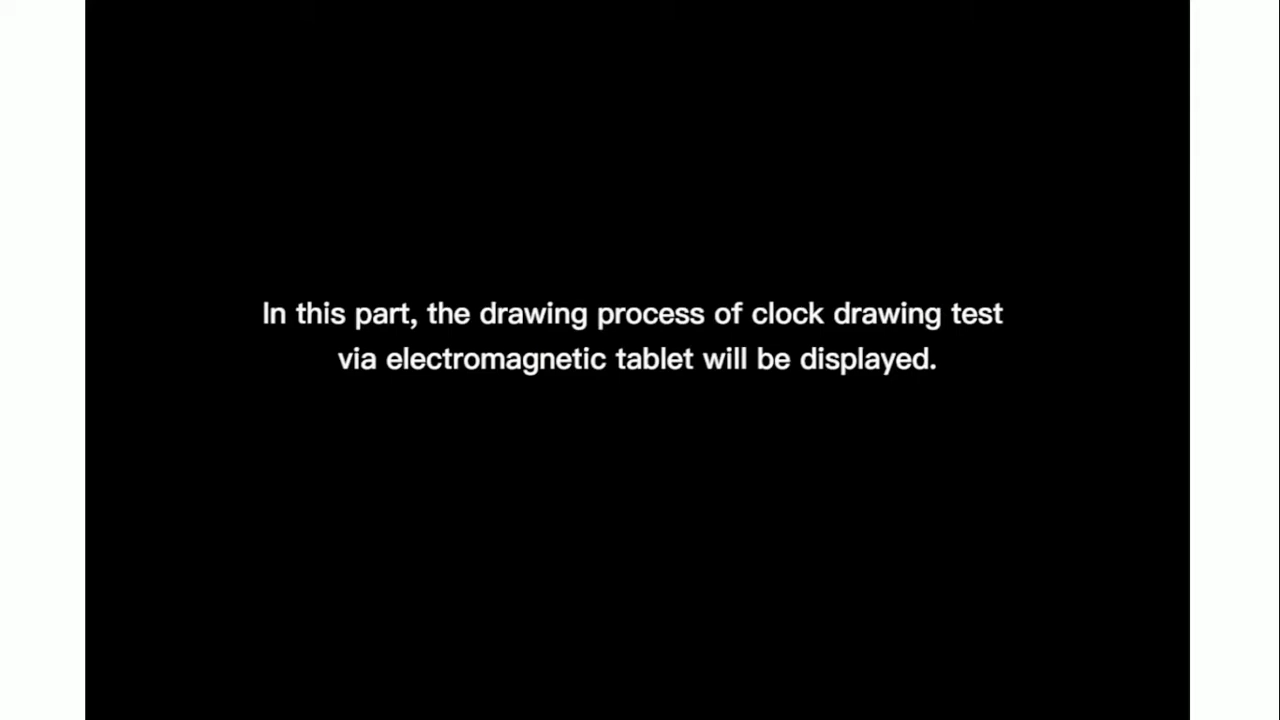 In this part, the drawing process of clock drawing test
via electromagnetic tablet will be displayed.